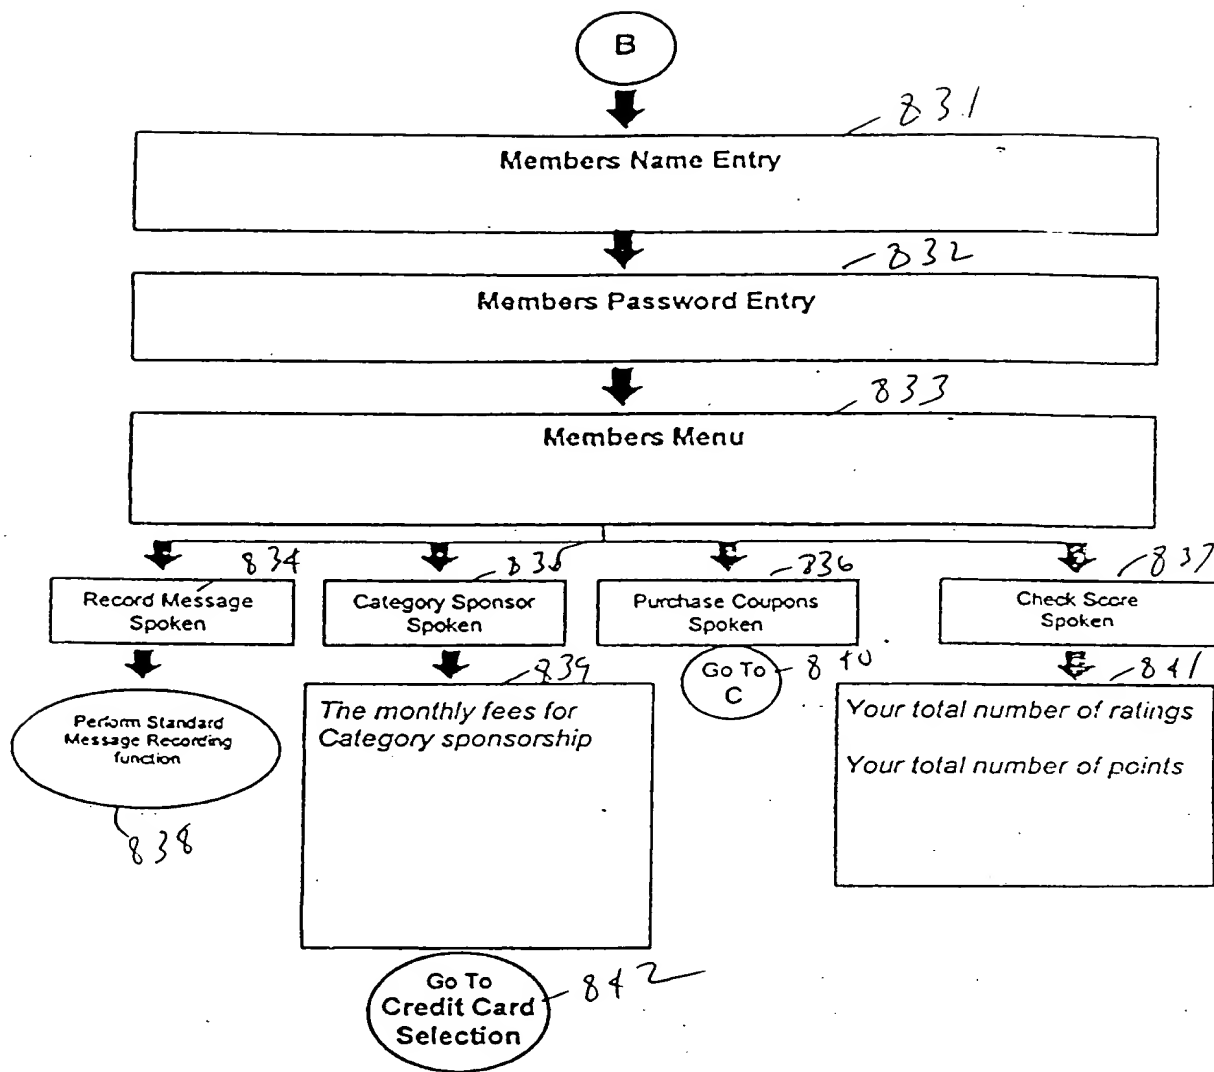 B
831
Members Name Entry
832
Members Password Entry
833
Members Menu
834
835
836
837
Record Message
Spoken
Category Sponsor
Spoken
Purchase Coupons
Spoken
Check Score
Spoken
838
Perform Standard
Message Recording
function
839
The monthly fees for
Category sponsorship
840
Go To
C
841
Your total number of ratings
Your total number of points
Go To
Credit Card
Selection
842